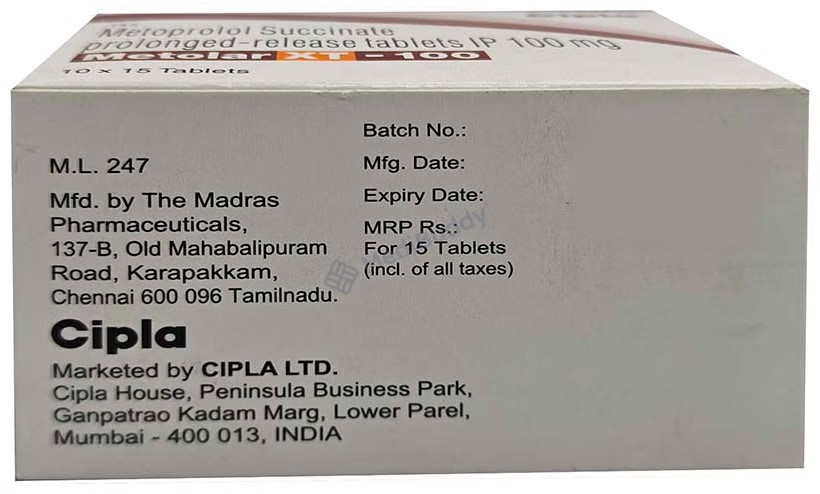 Cipla
Metoprolol Succinate
prolonged-release tablets IP 100 mg
Metolar XT - 100
10 x 15 Tablets
M.L. 247
Mfd. by The Madras
Pharmaceuticals,
137-B, Old Mahabalipuram
Road, Karapakkam,
Chennai 600 096 Tamilnadu.
Batch No.:
Mfg. Date:
Expiry Date:
MRP Rs.:
For 15 Tablets
(incl. of all taxes)
MediBuddy
Cipla
Marketed by CIPLA LTD.
Cipla House, Peninsula Business Park,
Ganpatrao Kadam Marg, Lower Parel,
Mumbai - 400 013, INDIA